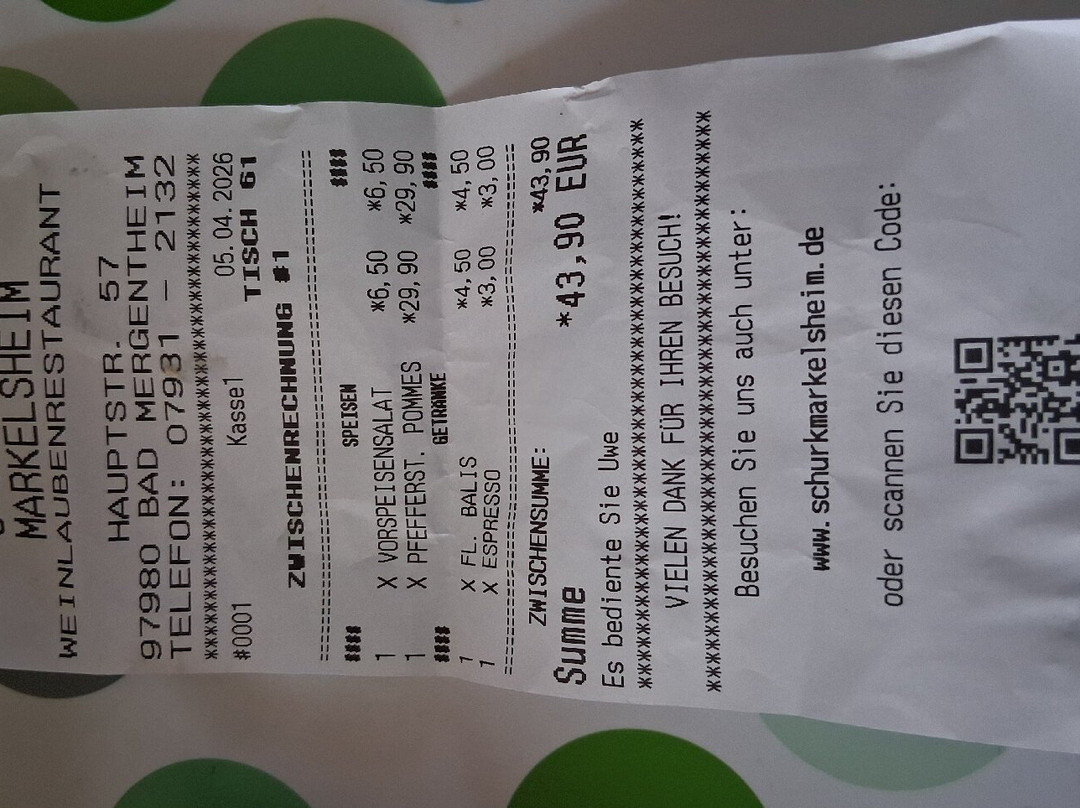 MARKELSHEIM
WEINLAUBENRESTAURANT
HAUPTSTR. 57
97980 BAD MERGENTHEIM
TELEFON: 07931 - 2132
******************************************
#0001 Kasse1 05.04.2026
TISCH 61
ZWISCHENRECHNUNG #1
==========================================
#### SPEISEN ####
1 X VORSPEISENSALAT *6,50 *6,50
1 X PFEFFERST. POMMES *29,90 *29,90
#### GETRÄNKE ####
1 X FL. BALIS *4,50 *4,50
1 X ESPRESSO *3,00 *3,00
==========================================
ZWISCHENSUMME: *43,90
Summe *43,90 EUR
Es bediente Sie Uwe
******************************************
VIELEN DANK FÜR IHREN BESUCH!
******************************************
Besuchen Sie uns auch unter:
www.schurkmarkelsheim.de
oder scannen Sie diesen Code: